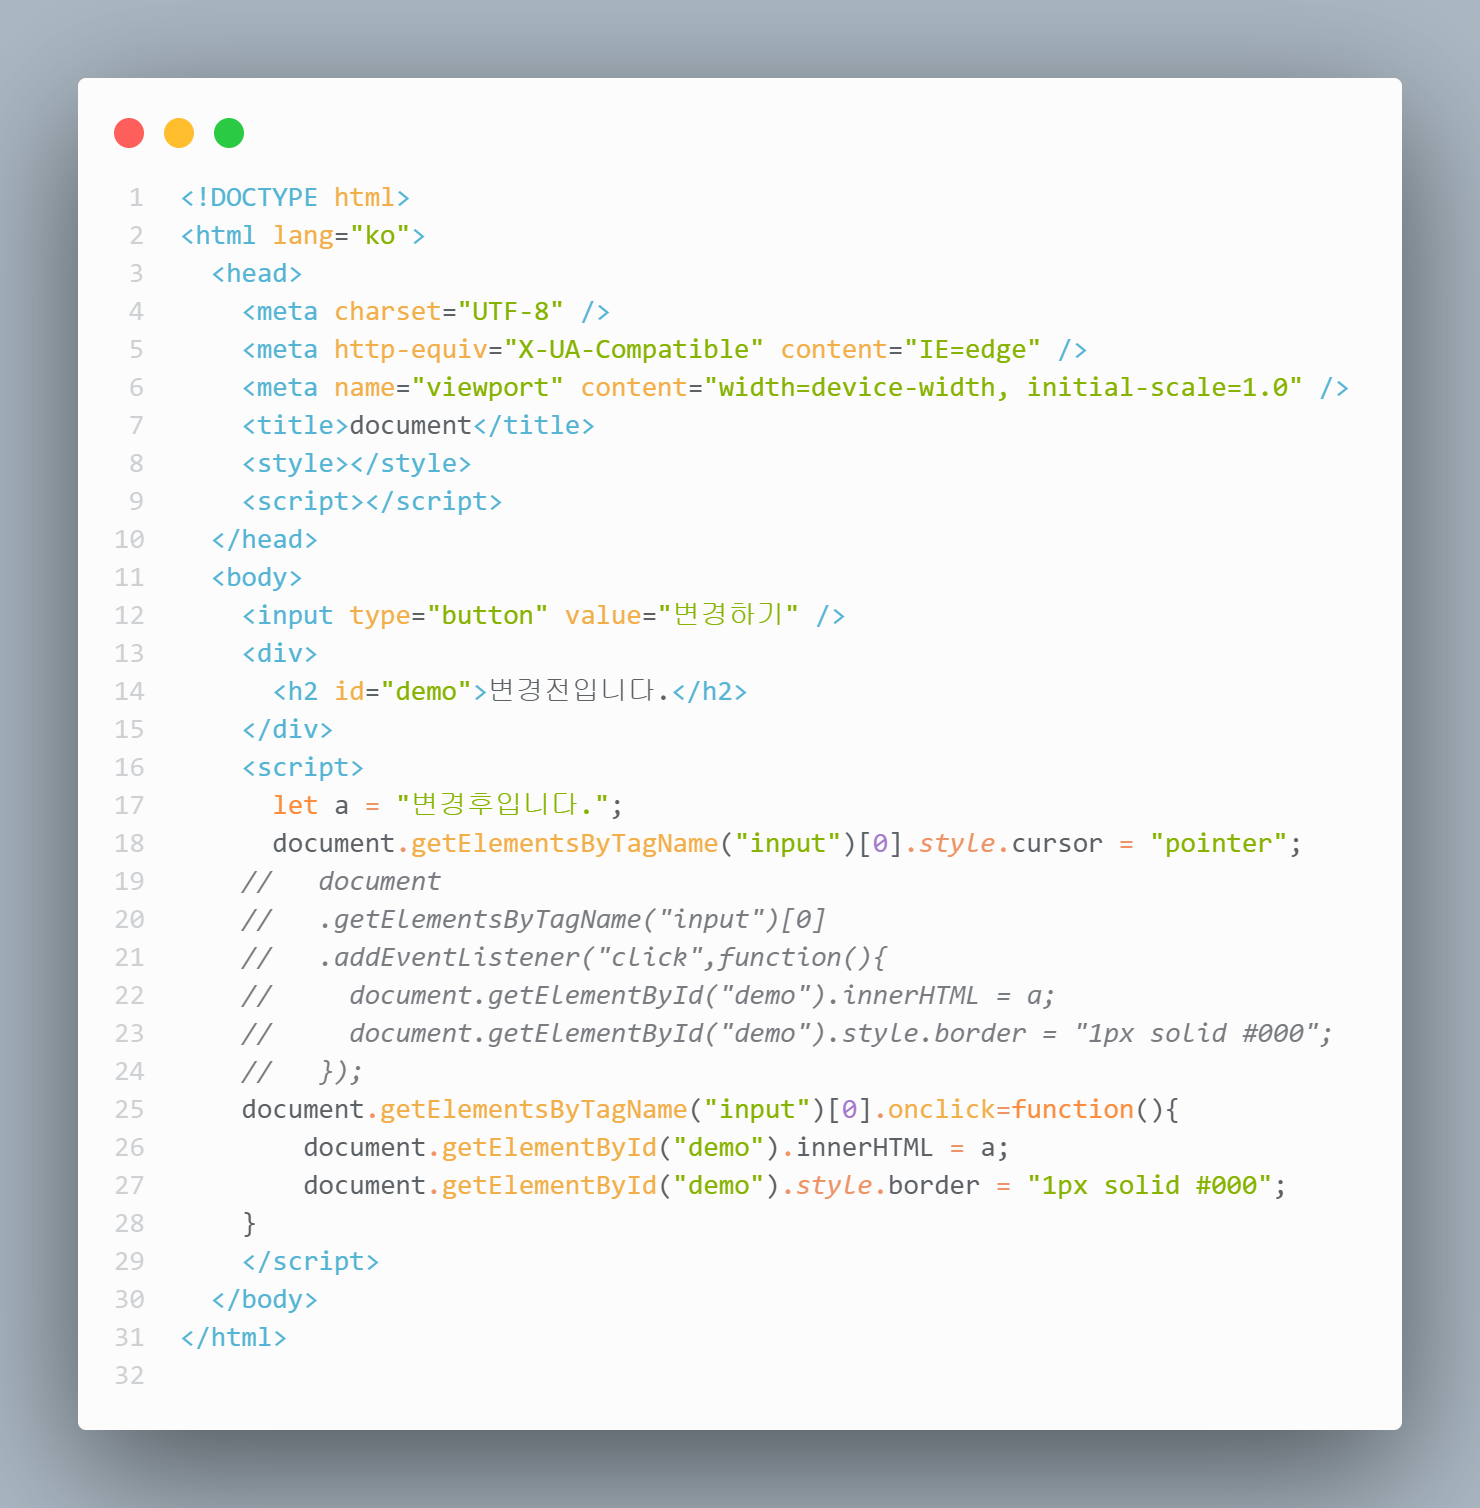 1 <!DOCTYPE html>
2 <html lang="ko">
3   <head>
4     <meta charset="UTF-8" />
5     <meta http-equiv="X-UA-Compatible" content="IE=edge" />
6     <meta name="viewport" content="width=device-width, initial-scale=1.0" />
7     <title>document</title>
8     <style></style>
9     <script></script>
10   </head>
11   <body>
12     <input type="button" value="변경하기" />
13     <div>
14       <h2 id="demo">변경전입니다.</h2>
15     </div>
16     <script>
17       let a = "변경후입니다.";
18       document.getElementsByTagName("input")[0].style.cursor = "pointer";
19     //   document
20     //   .getElementsByTagName("input")[0]
21     //   .addEventListener("click",function(){
22     //     document.getElementById("demo").innerHTML = a;
23     //     document.getElementById("demo").style.border = "1px solid #000";
24     //   });
25     document.getElementsByTagName("input")[0].onclick=function(){
26         document.getElementById("demo").innerHTML = a;
27         document.getElementById("demo").style.border = "1px solid #000";
28     }
29     </script>
30   </body>
31 </html>
32